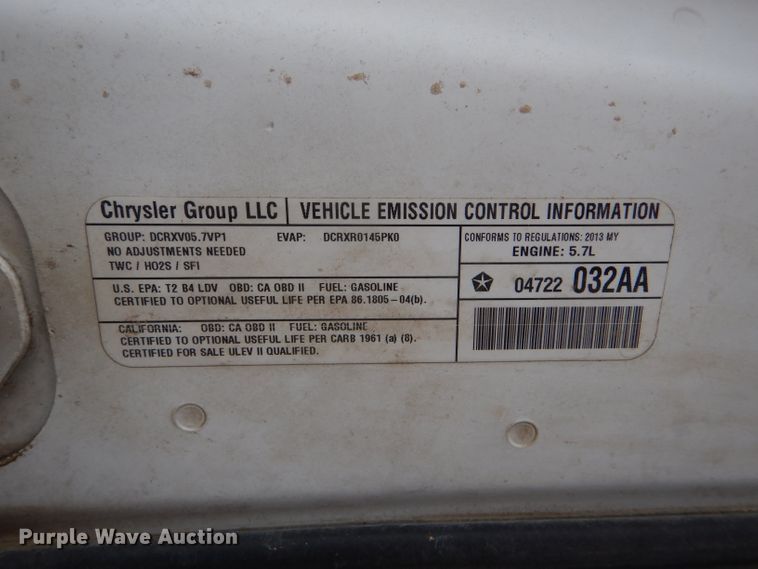 Chrysler Group LLC | VEHICLE EMISSION CONTROL INFORMATION
GROUP: DCRXV05.7VP1 EVAP: DCRXR0145PK0
NO ADJUSTMENTS NEEDED
TWC / HO2S / SFI
CONFORMS TO REGULATIONS: 2013 MY
ENGINE: 5.7L
U.S. EPA: T2 B4 LDV OBD: CA OBD II FUEL: GASOLINE
CERTIFIED TO OPTIONAL USEFUL LIFE PER EPA 86.1805-04(b).
04722 032AA
CALIFORNIA: OBD: CA OBD II FUEL: GASOLINE
CERTIFIED TO OPTIONAL USEFUL LIFE PER CARB 1961 (a) (8).
CERTIFIED FOR SALE ULEV II QUALIFIED.
Purple Wave Auction